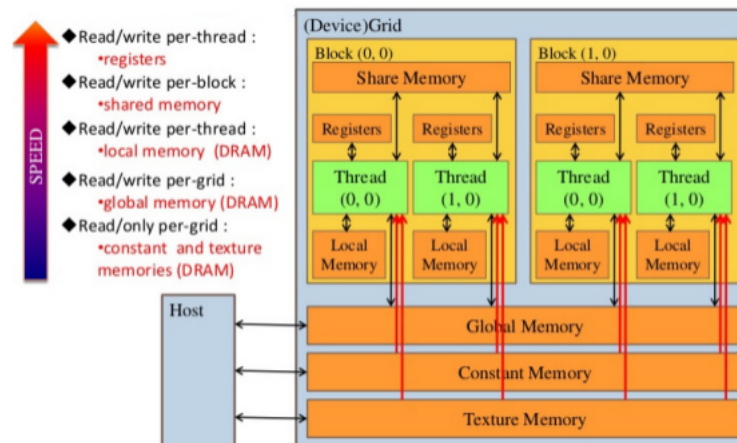 SPEED
◆Read/write per-thread :
•registers
◆Read/write per-block :
•shared memory
◆Read/write per-thread :
•local memory (DRAM)
◆Read/write per-grid :
•global memory (DRAM)
◆Read/only per-grid :
•constant and texture
memories (DRAM)
(Device)Grid
Block (0, 0)
Share Memory
Registers
Registers
Thread
(0, 0)
Thread
(1, 0)
Local
Memory
Local
Memory
Block (1, 0)
Share Memory
Registers
Registers
Thread
(0, 0)
Thread
(1, 0)
Local
Memory
Local
Memory
Host
Global Memory
Constant Memory
Texture Memory